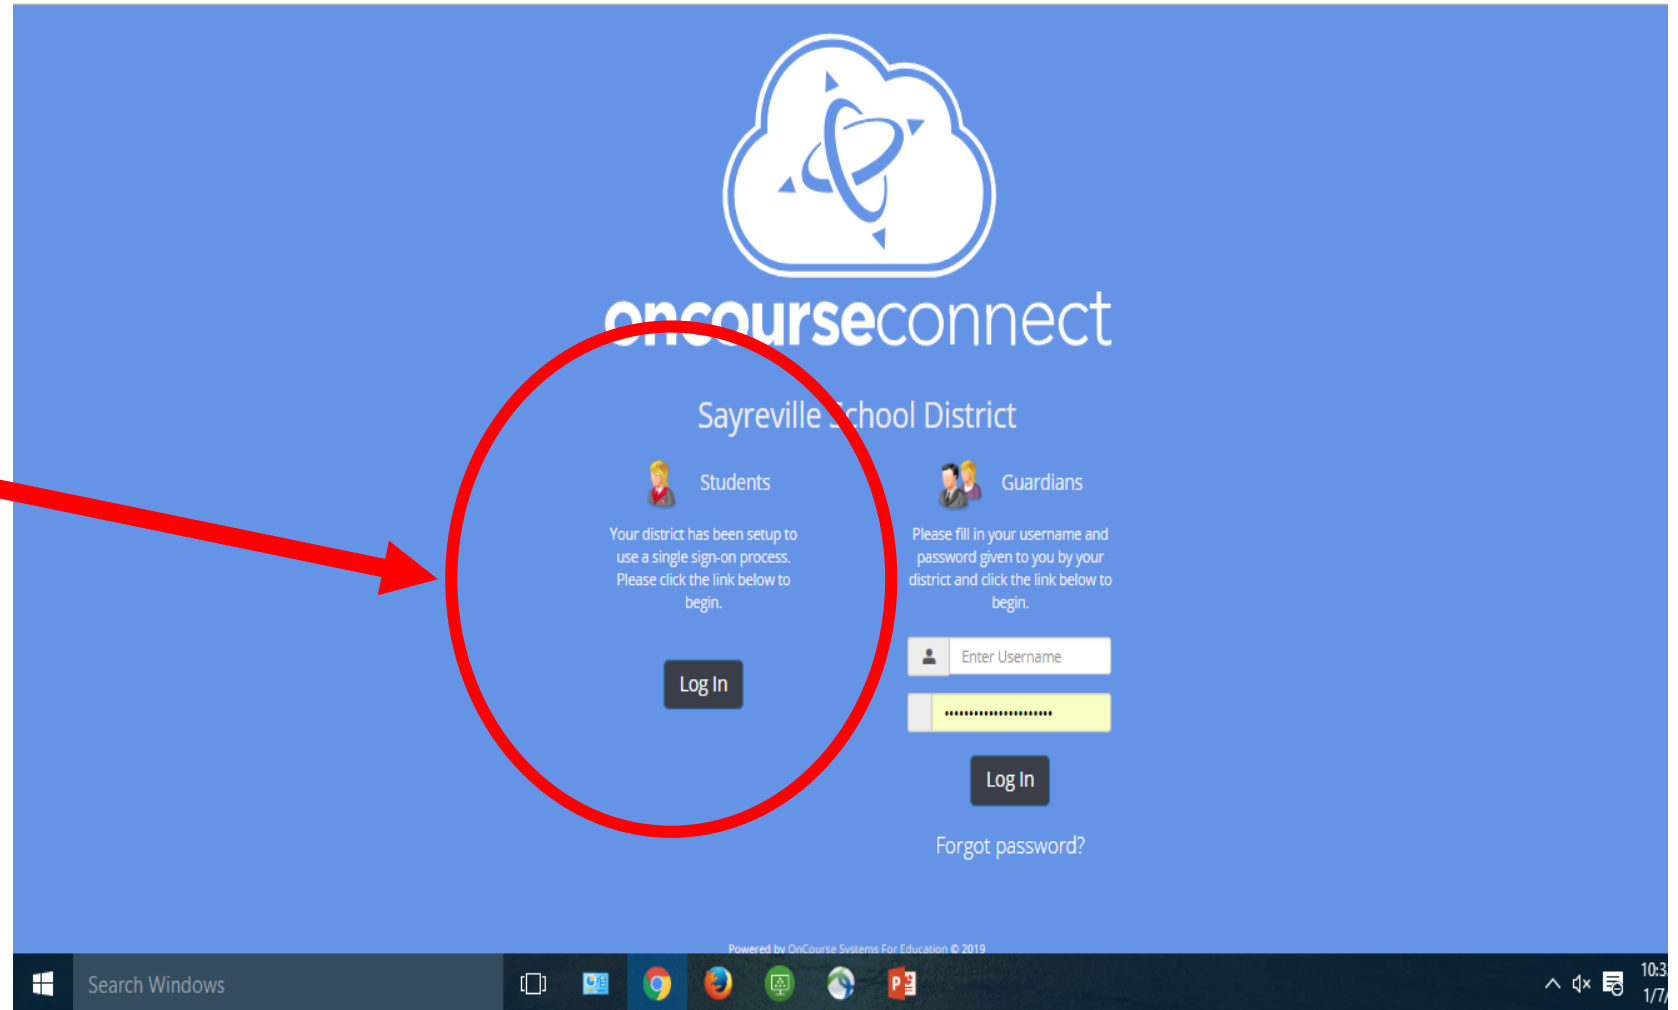 oncourseconnect
Sayreville School District
Students
Your district has been setup to
use a single sign-on process.
Please click the link below to
begin.
Log In
Guardians
Please fill in your username and
password given to you by your
district and click the link below to
begin.
Enter Username
Log In
Forgot password?
Powered by OnCourse Systems For Education © 2019
Search Windows